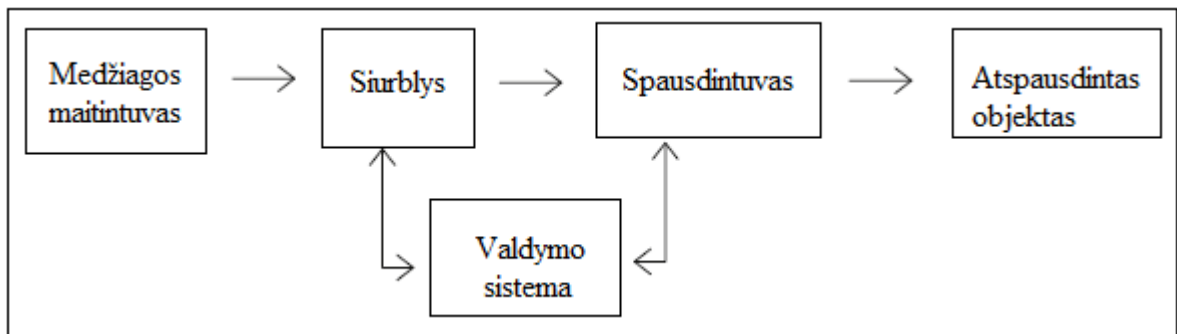 Medžiagos
maitintuvas
Siurblys
Spausdintuvas
Atspausdintas
objektas
Valdymo
sistema